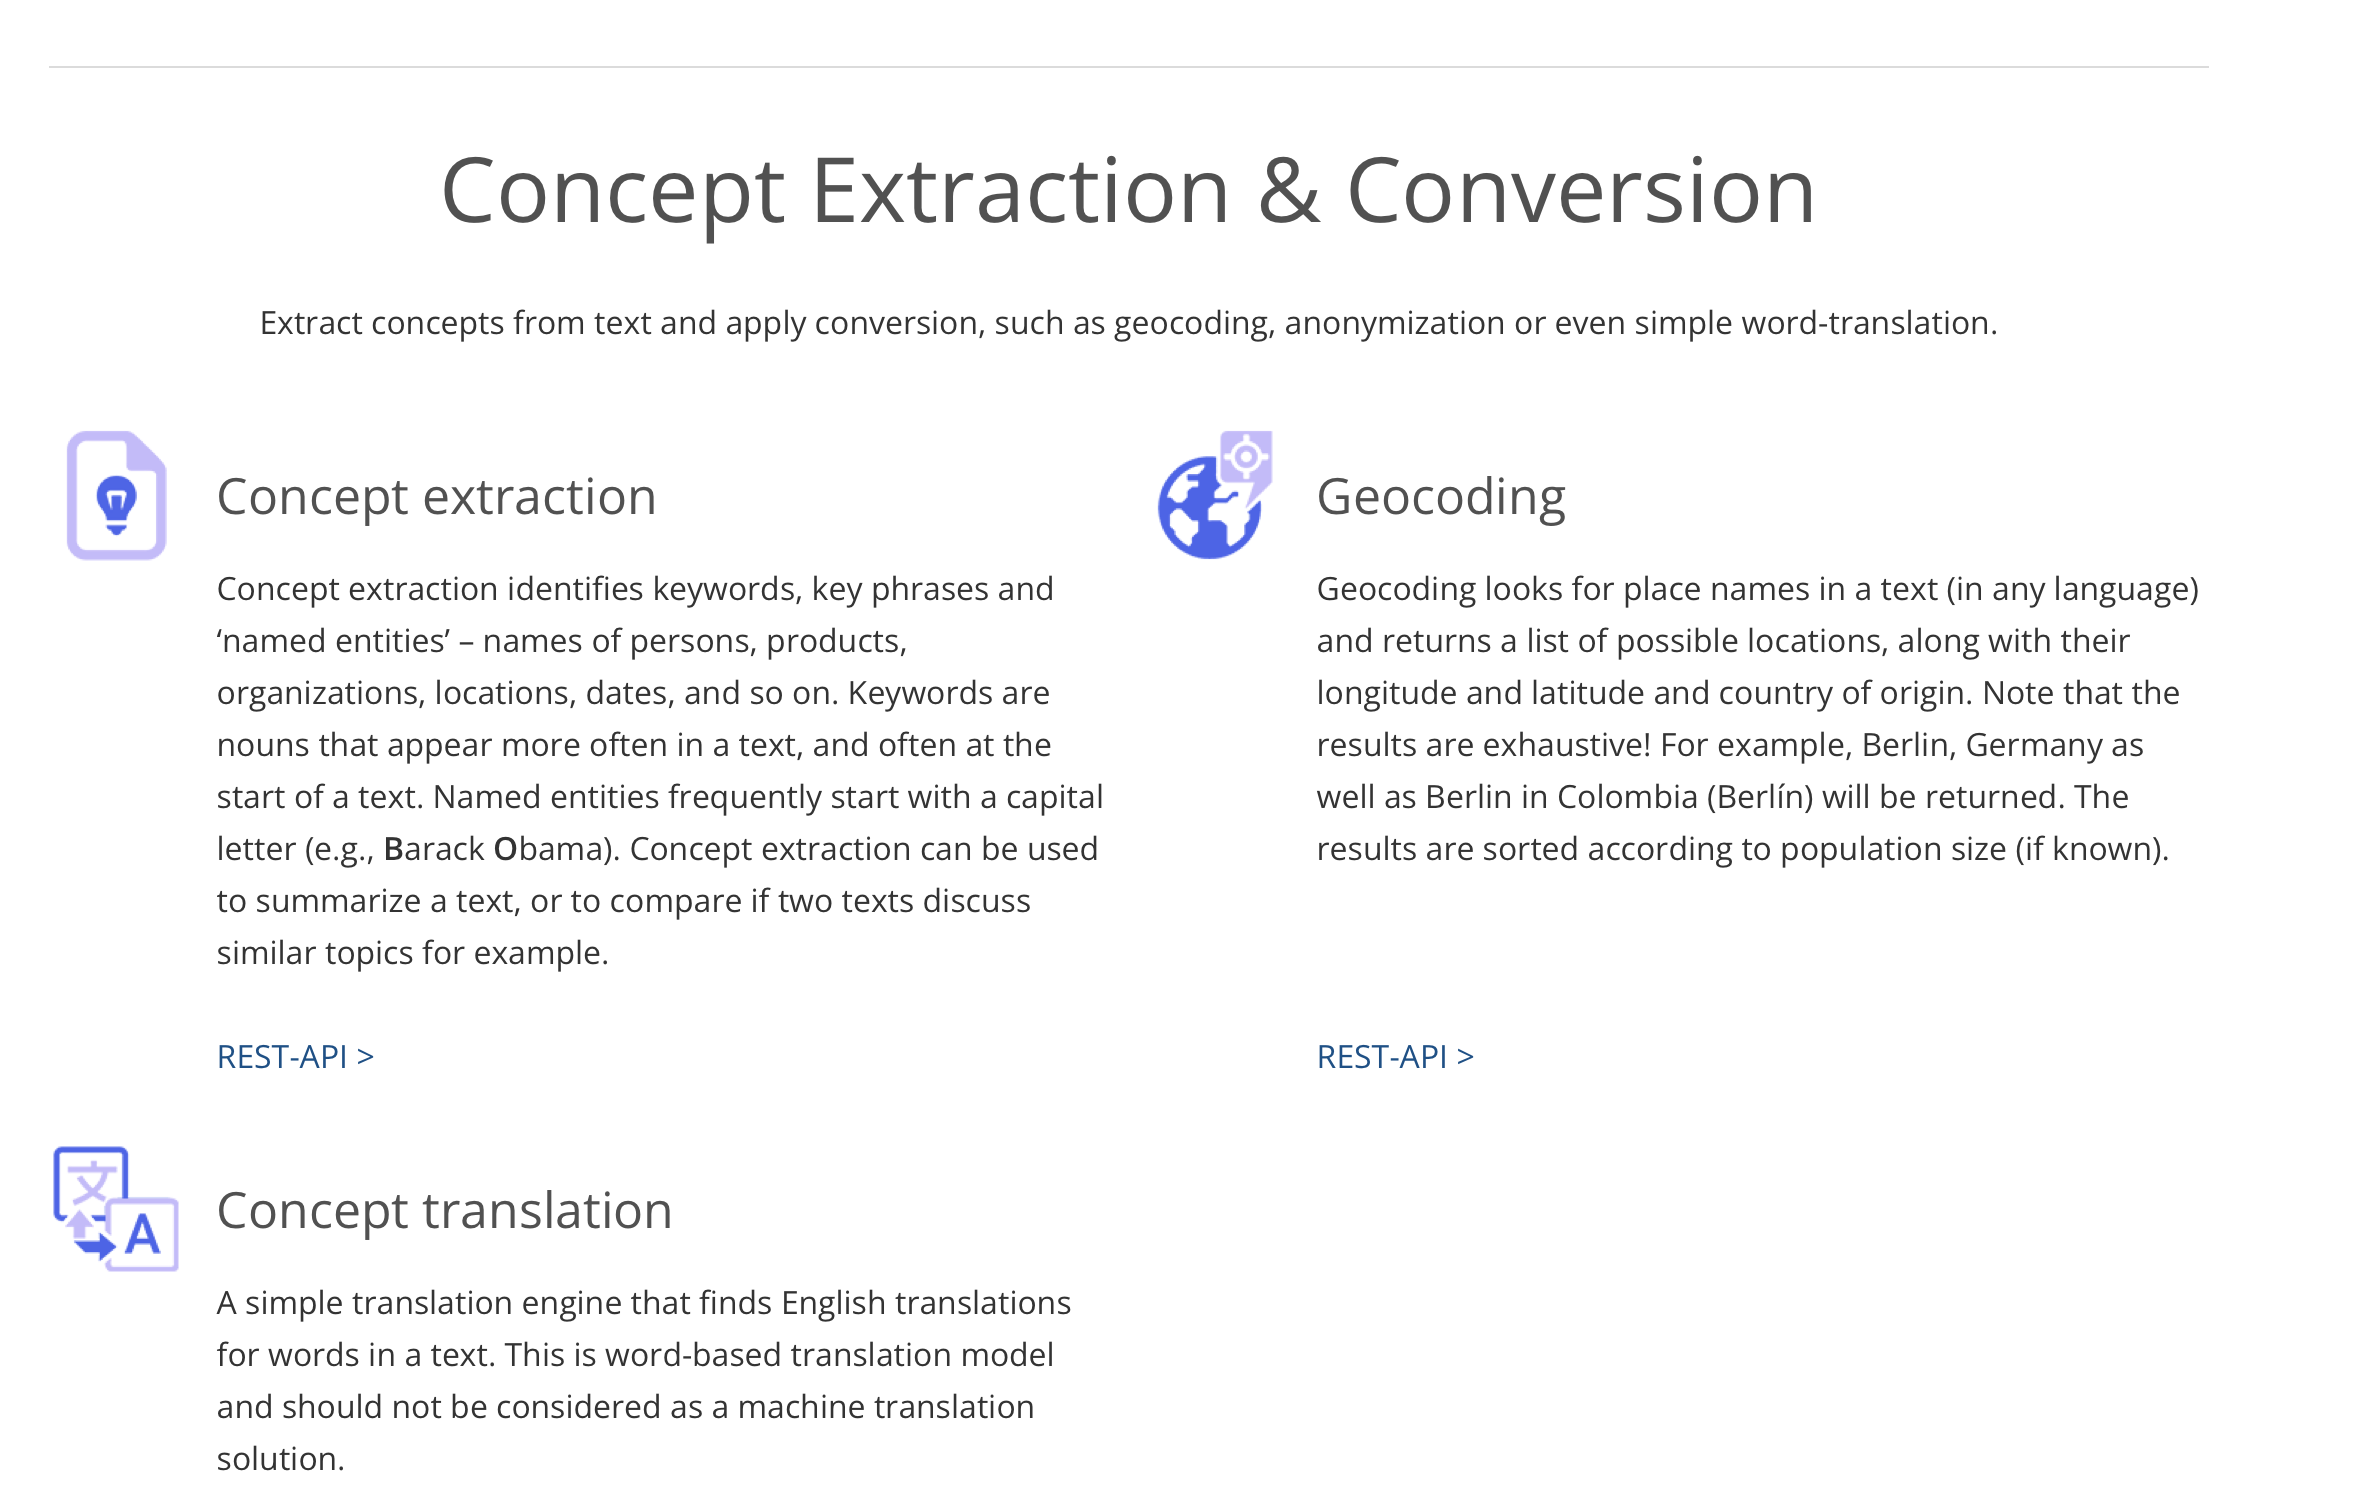 Concept Extraction & Conversion
Extract concepts from text and apply conversion, such as geocoding, anonymization or even simple word-translation.
Concept extraction
Concept extraction identifies keywords, key phrases and
‘named entities’ – names of persons, products,
organizations, locations, dates, and so on. Keywords are
nouns that appear more often in a text, and often at the
start of a text. Named entities frequently start with a capital
letter (e.g., Barack Obama). Concept extraction can be used
to summarize a text, or to compare if two texts discuss
similar topics for example.
REST-API >
Geocoding
Geocoding looks for place names in a text (in any language)
and returns a list of possible locations, along with their
longitude and latitude and country of origin. Note that the
results are exhaustive! For example, Berlin, Germany as
well as Berlin in Colombia (Berlín) will be returned. The
results are sorted according to population size (if known).
REST-API >
文
A
Concept translation
A simple translation engine that finds English translations
for words in a text. This is word-based translation model
and should not be considered as a machine translation
solution.